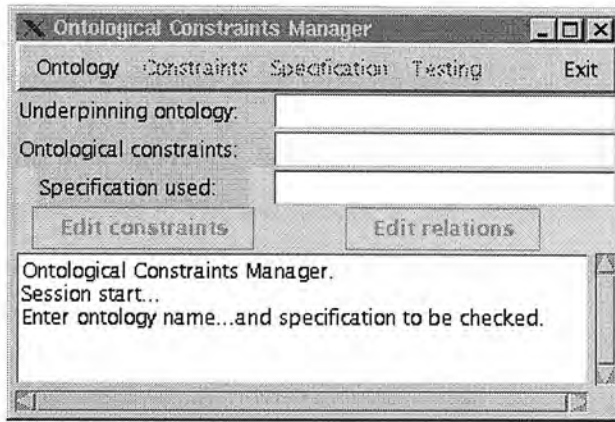 Ontological Constraints Manager
Ontology Constraints Specification Testing Exit
Underpinning ontology:
Ontological constraints:
Specification used:
Edit constraints Edit relations
Ontological Constraints Manager.
Session start...
Enter ontology name...and specification to be checked.